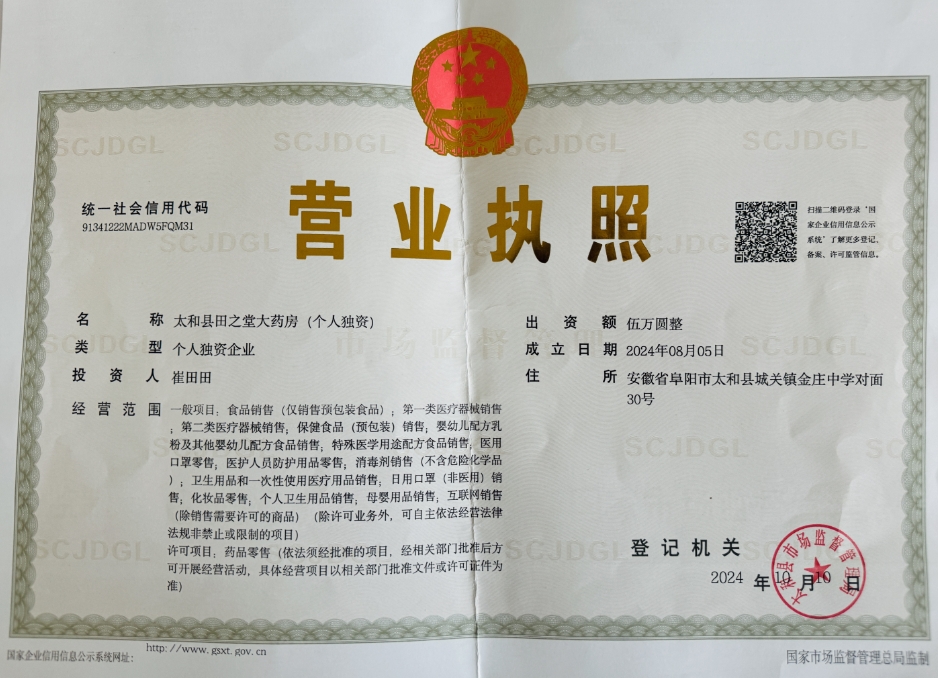 营业执照
统一社会信用代码
91341222MADW5FQM31
扫描二维码登录‘国
家企业信用信息公示
系统’了解更多登记、
备案、许可监管信息。
名 称 太和县田之堂大药房（个人独资）
类 型 个人独资企业
投 资 人 崔田田
经 营 范 围 一般项目：食品销售（仅销售预包装食品）；第一类医疗器械销售
；第二类医疗器械销售；保健食品（预包装）销售；婴幼儿配方乳
粉及其他婴幼儿配方食品销售；特殊医学用途配方食品销售；医用
口罩零售；医护人员防护用品零售；消毒剂销售（不含危险化学品
）；卫生用品和一次性使用医疗用品销售；日用口罩（非医用）销
售；化妆品零售；个人卫生用品销售；母婴用品销售；互联网销售
（除销售需要许可的商品）（除许可业务外，可自主依法经营法律
法规非禁止或限制的项目）
许可项目：药品零售（依法须经批准的项目，经相关部门批准后方
可开展经营活动，具体经营项目以相关部门批准文件或许可证件为
准）
出 资 额 伍万圆整
成 立 日 期 2024年08月05日
住 所 安徽省阜阳市太和县城关镇金庄中学对面
30号
登 记 机 关
太和县市场监督管理局
2024 年 10 月 10 日
国家企业信用信息公示系统网址：http://www.gsxt.gov.cn
国家市场监督管理总局监制
SCJDGL
市场监督管理